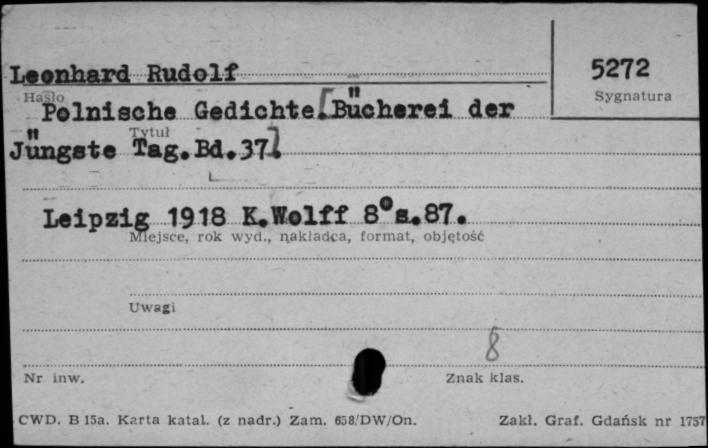 Leonhard Rudolf
5272
Hasło
Sygnatura
Polnische Gedichte.[Bücherei der
Tytuł
Jüngste Tag.Bd.37].
Leipzig 1918 K.Wolff 8° s.87.
Miejsce, rok wyd., nakładca, format, objętość
Uwagi
8
Nr inw.
Znak klas.
CWD. B 15a. Karta katal. (z nadr.) Zam. 658/DW/On.
Zakł. Graf. Gdańsk nr 1757